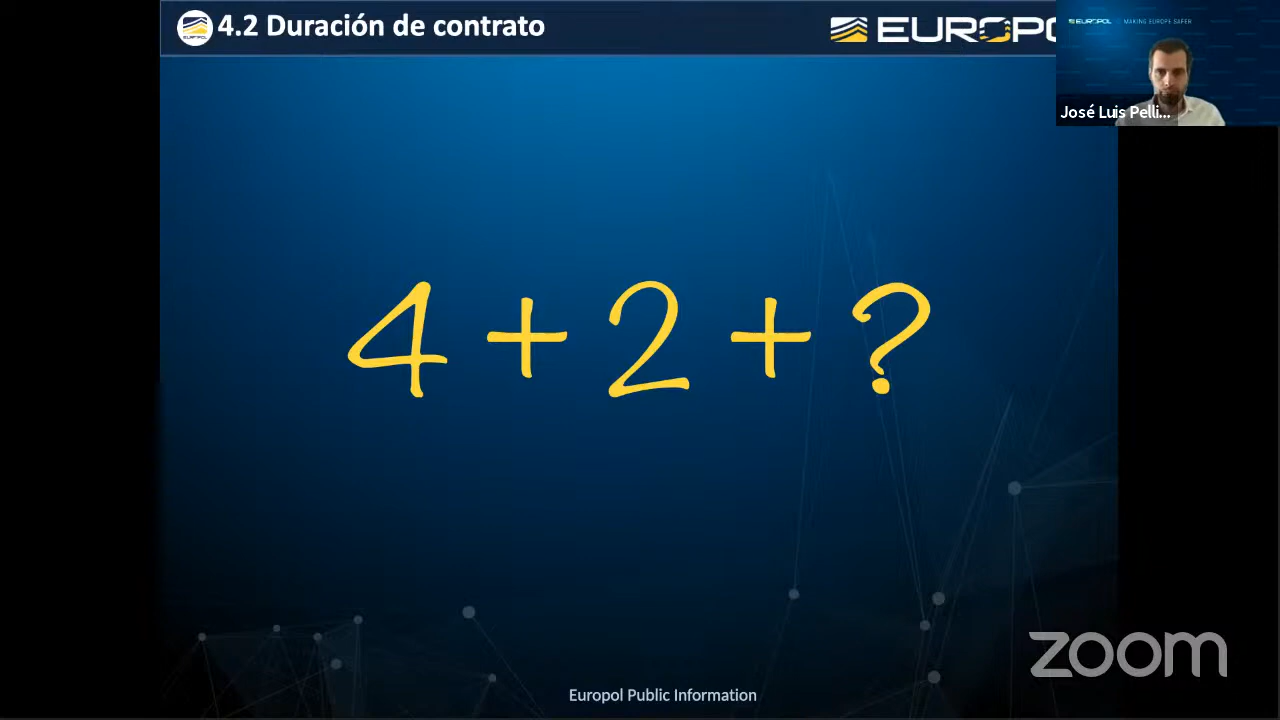 4.2 Duración de contrato
EUROPOL
EUROPO
EUROPOL MAKING EUROPE SAFER
José Luis Pelli...
4 + 2 + ?
zoom
Europol Public Information